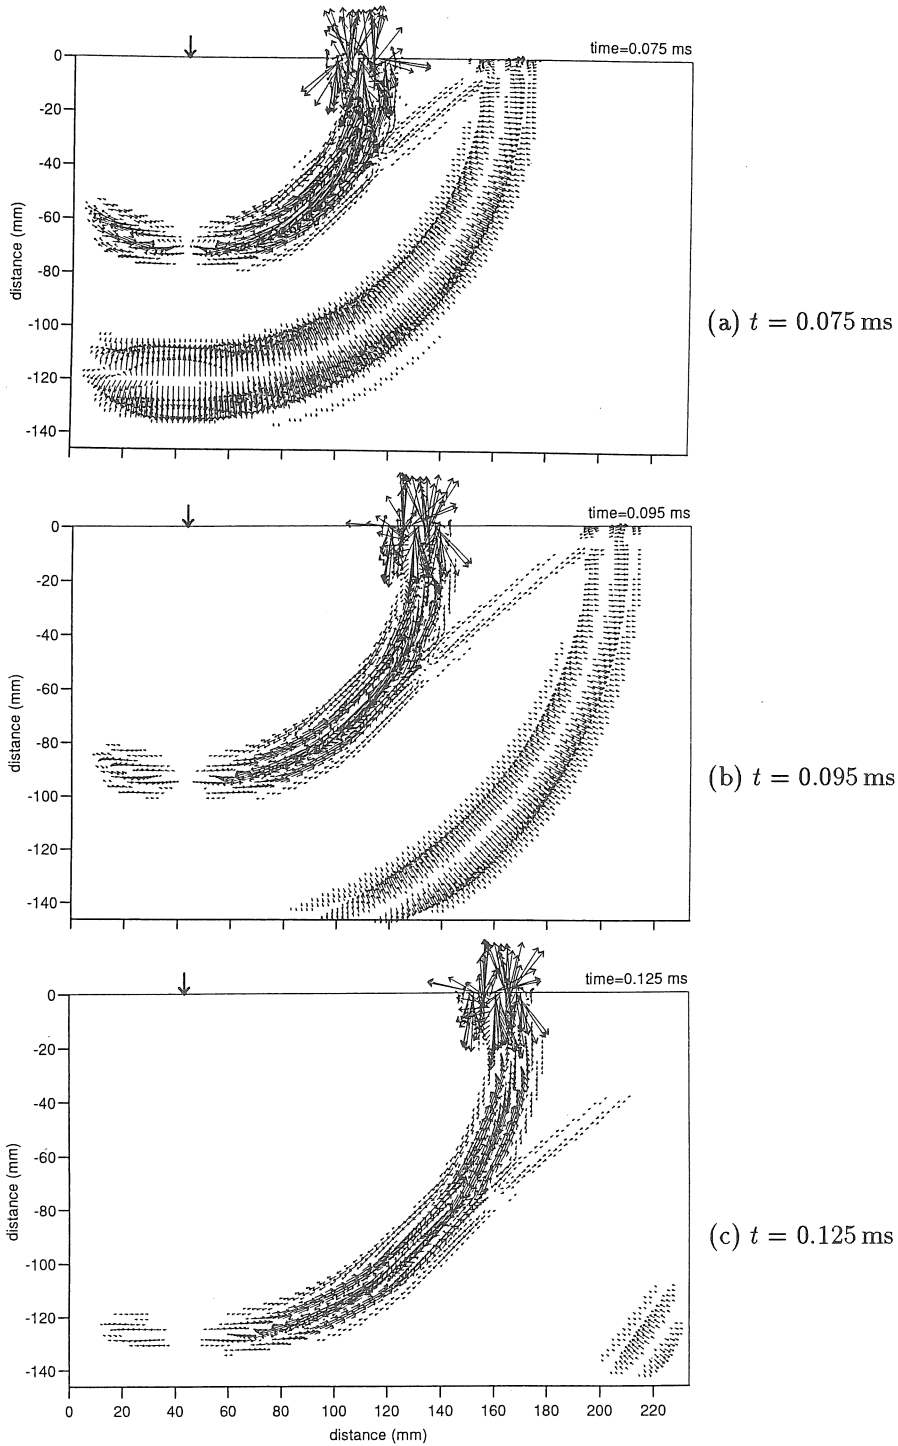 time=0.075 ms
0
-20
-40
-60
-80
-100
-120
-140
distance (mm)
(a) t = 0.075 ms
time=0.095 ms
0
-20
-40
-60
-80
-100
-120
-140
distance (mm)
(b) t = 0.095 ms
time=0.125 ms
0
-20
-40
-60
-80
-100
-120
-140
distance (mm)
(c) t = 0.125 ms
0 20 40 60 80 100 120 140 160 180 200 220
distance (mm)